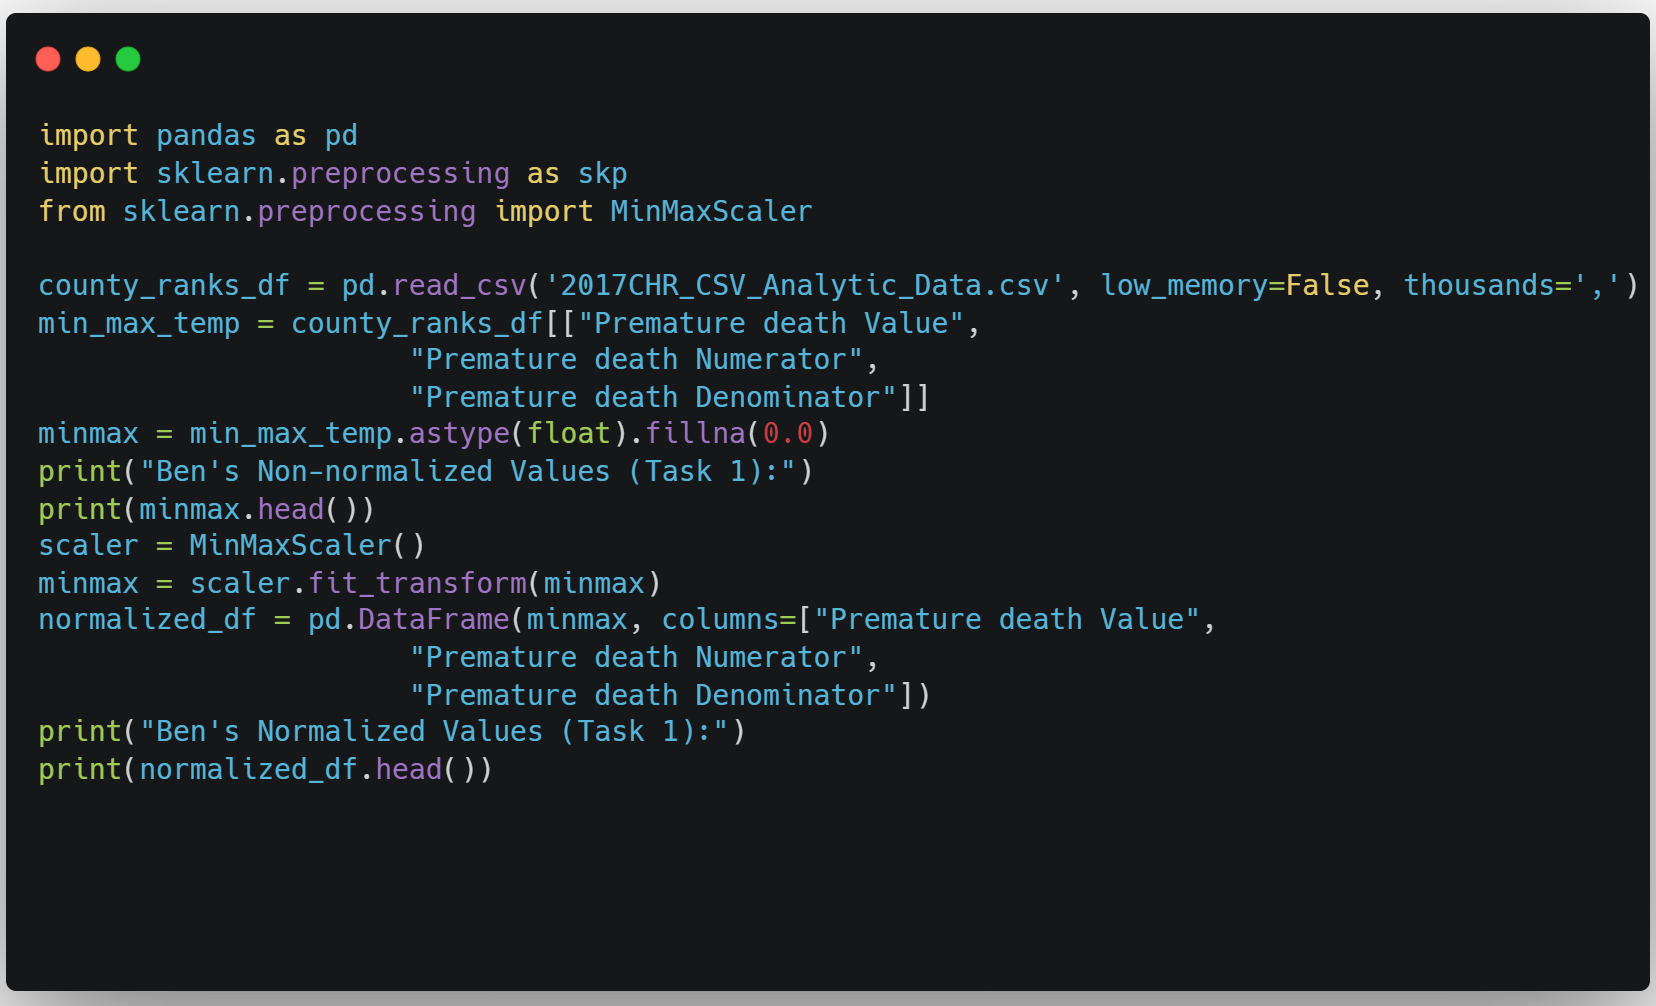 import pandas as pd
import sklearn.preprocessing as skp
from sklearn.preprocessing import MinMaxScaler

county_ranks_df = pd.read_csv('2017CHR_CSV_Analytic_Data.csv', low_memory=False, thousands=',')
min_max_temp = county_ranks_df[["Premature death Value",
                      "Premature death Numerator",
                      "Premature death Denominator"]]
minmax = min_max_temp.astype(float).fillna(0.0)
print("Ben's Non-normalized Values (Task 1):")
print(minmax.head())
scaler = MinMaxScaler()
minmax = scaler.fit_transform(minmax)
normalized_df = pd.DataFrame(minmax, columns=["Premature death Value",
                      "Premature death Numerator",
                      "Premature death Denominator"])
print("Ben's Normalized Values (Task 1):")
print(normalized_df.head())